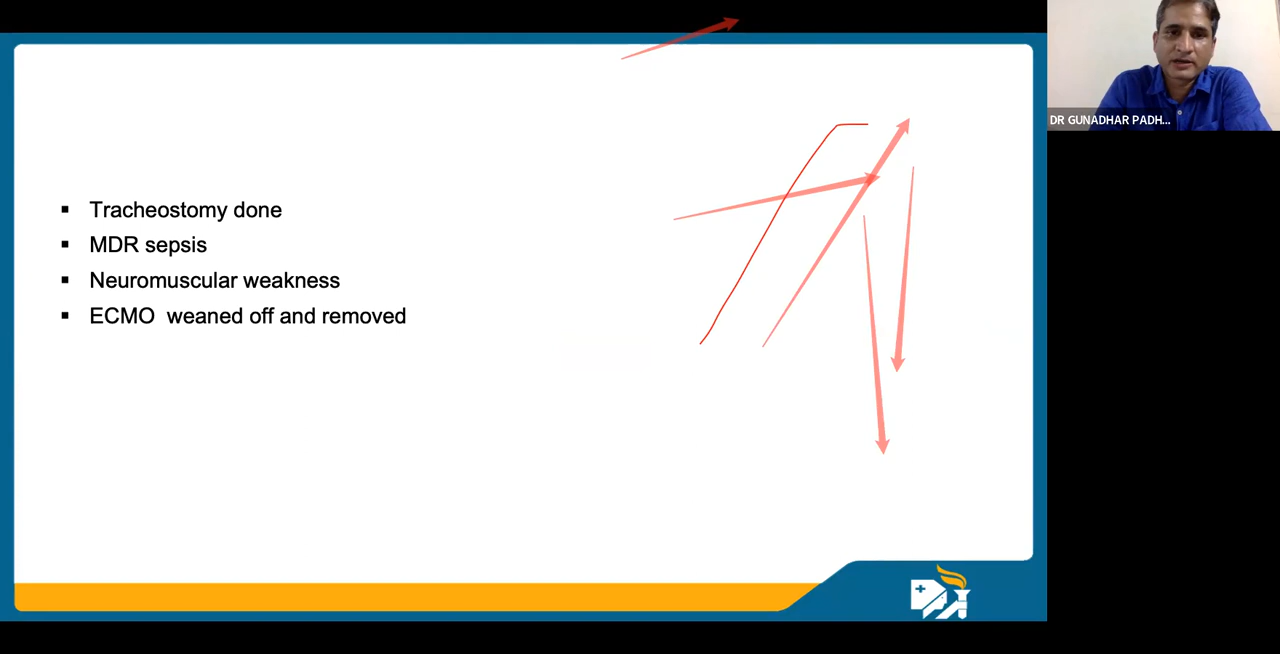 DR GUNADHAR PADH...
▪ Tracheostomy done
▪ MDR sepsis
▪ Neuromuscular weakness
▪ ECMO weaned off and removed